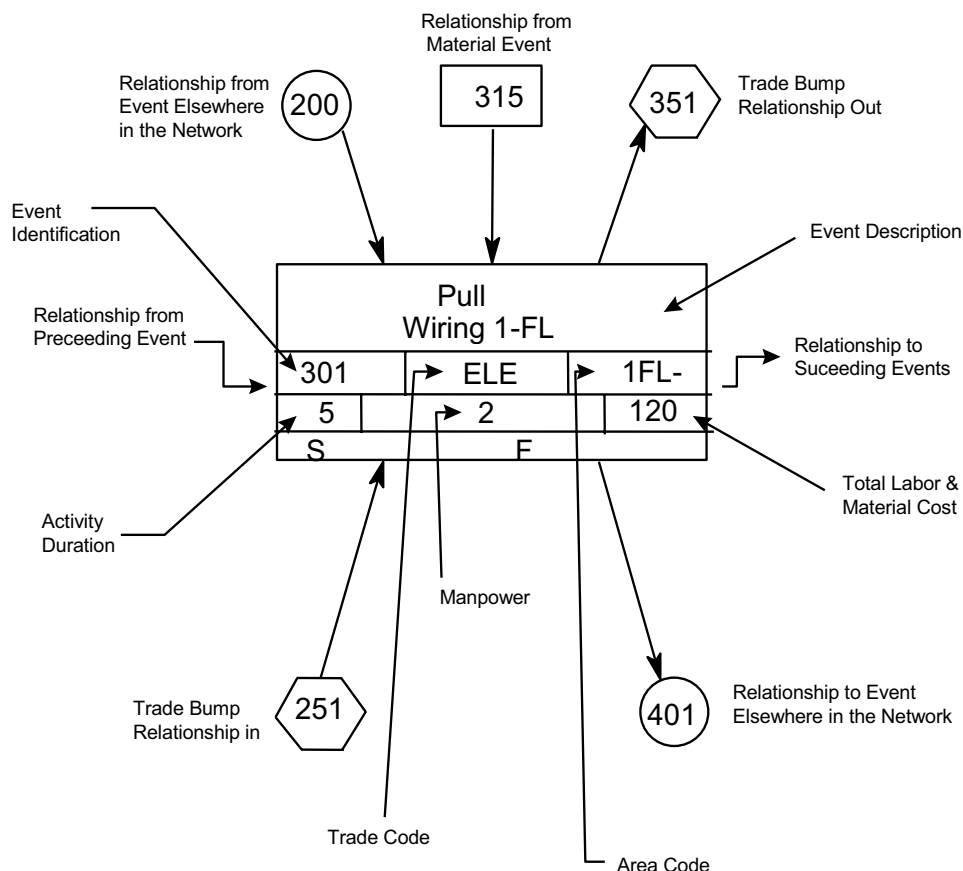 Relationship from
Material Event
Relationship from
Event Elsewhere
in the Network
200
315
351
Trade Bump
Relationship Out
Event
Identification
Event Description
Pull
Wiring 1-FL
Relationship from
Preceeding Event
301
ELE
1FL-
Relationship to
Suceeding Events
5
2
120
S
F
Total Labor &
Material Cost
Activity
Duration
Manpower
Trade Bump
Relationship in
251
401
Relationship to Event
Elsewhere in the Network
Trade Code
Area Code